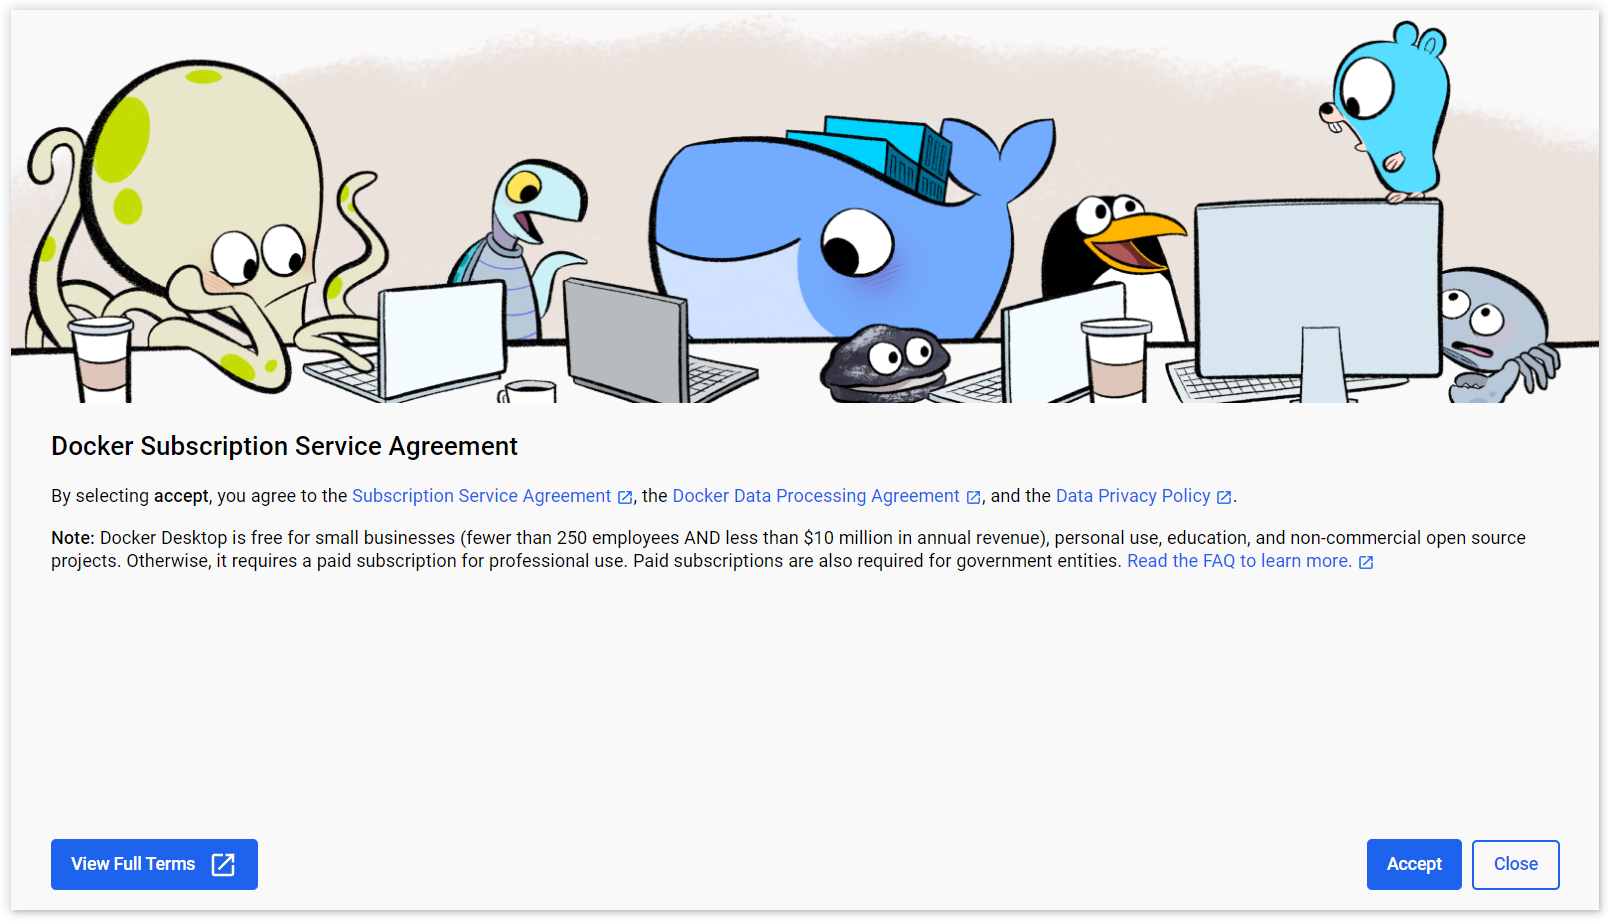 Docker Subscription Service Agreement
By selecting accept, you agree to the Subscription Service Agreement, the Docker Data Processing Agreement, and the Data Privacy Policy.
Note: Docker Desktop is free for small businesses (fewer than 250 employees AND less than $10 million in annual revenue), personal use, education, and non-commercial open source
projects. Otherwise, it requires a paid subscription for professional use. Paid subscriptions are also required for government entities. Read the FAQ to learn more.
View Full Terms
Accept
Close